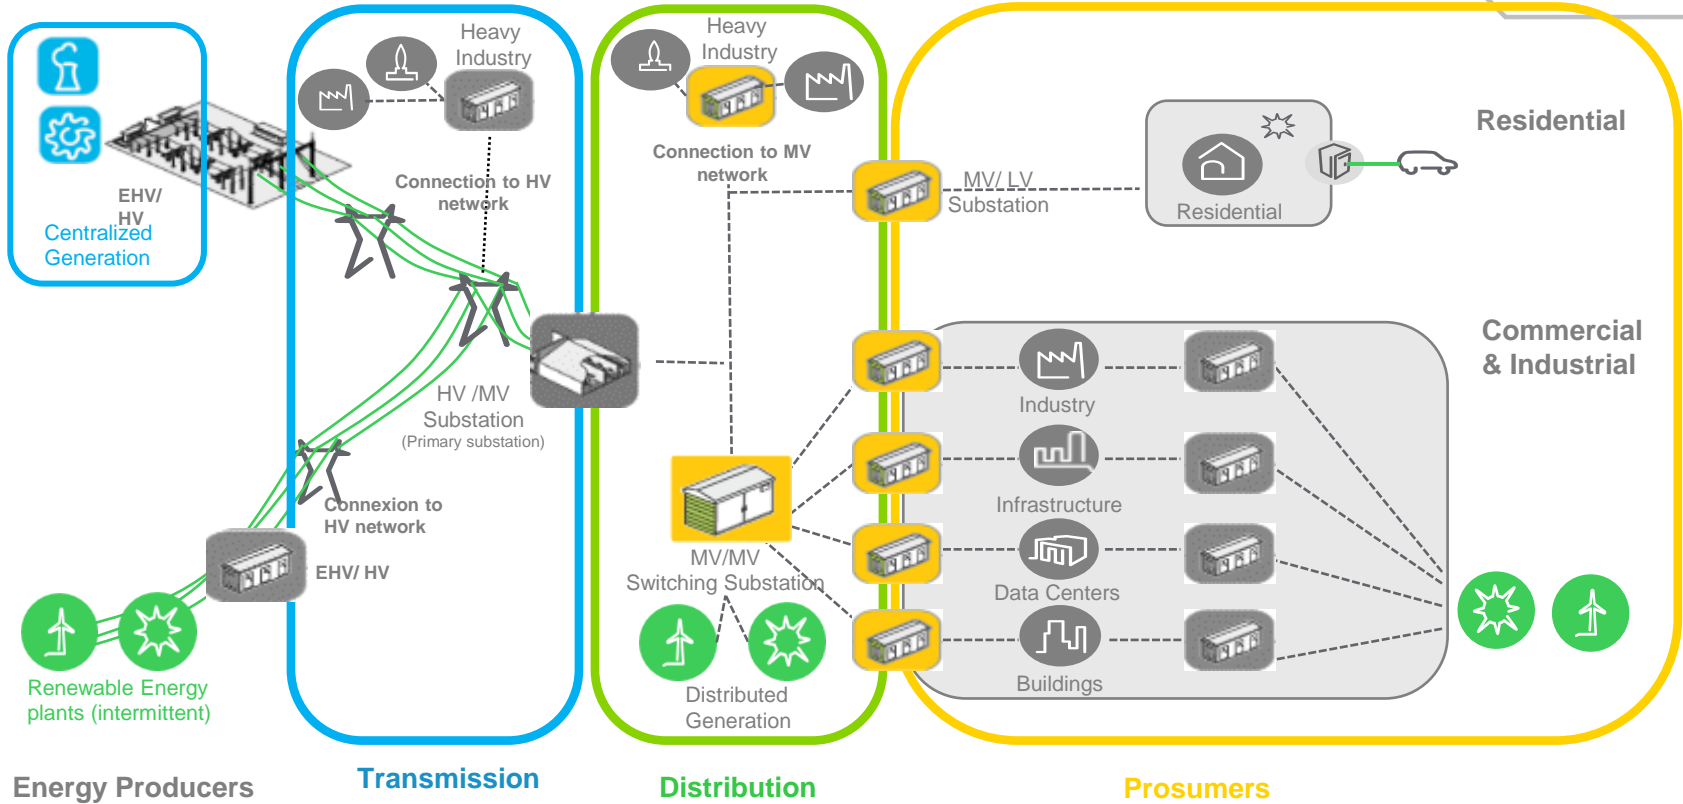 Heavy
Industry
Heavy
Industry
Residential
Connection to MV
network
Connection to HV
network
MV/ LV
Substation
Residential
EHV/
HV
Centralized
Generation
Commercial
& Industrial
HV /MV
Substation
(Primary substation)
Industry
Connexion to
HV network
Infrastructure
EHV/ HV
MV/MV
Switching Substation
Data Centers
Renewable Energy
plants (intermittent)
Distributed
Generation
Buildings
Energy Producers
Transmission
Distribution
Prosumers